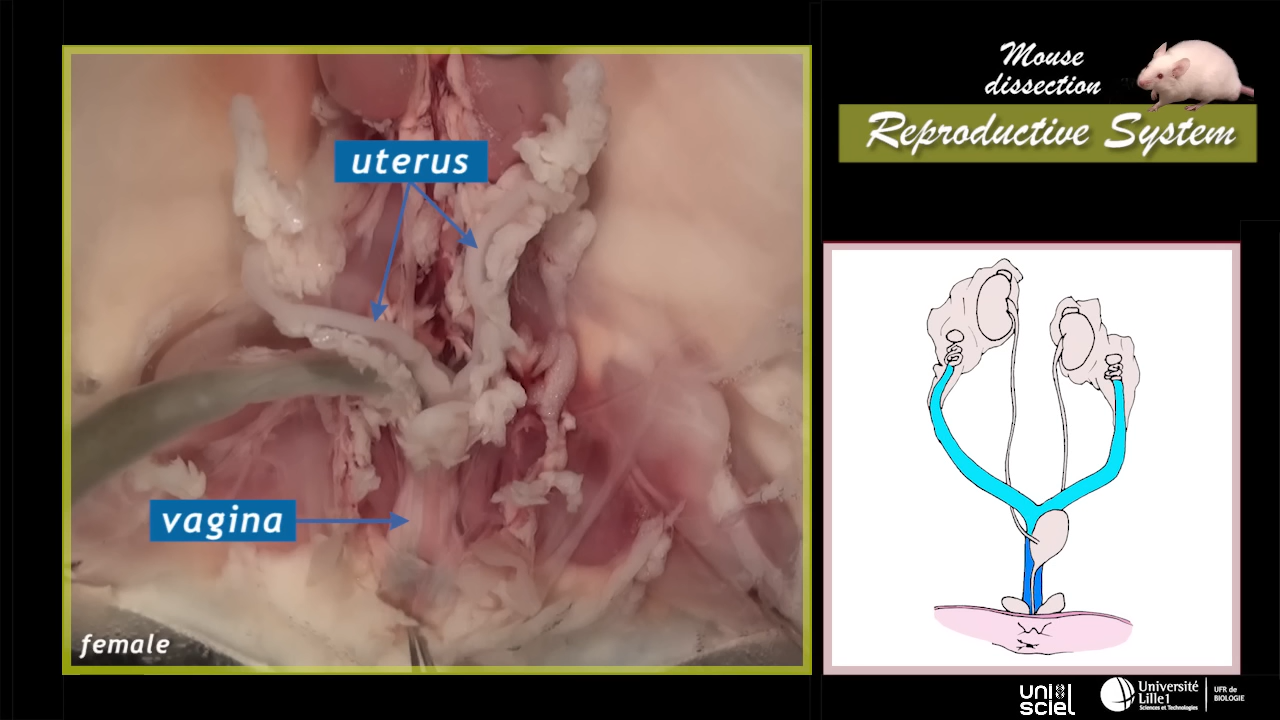 Mouse
dissection
Reproductive System
uterus
vagina
female
uni
sciel
Université
Lille1
Sciences et Technologies
UFR de
BIOLOGIE